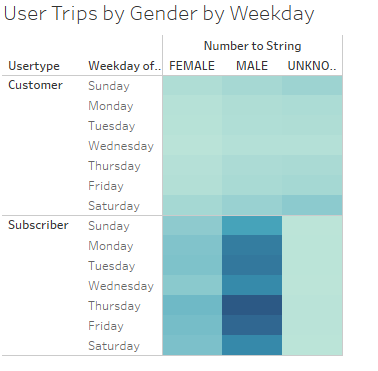 User Trips by Gender by Weekday
Number to String
Usertype Weekday of.. FEMALE MALE UNKNO..
Customer Sunday
Monday
Tuesday
Wednesday
Thursday
Friday
Saturday
Subscriber Sunday
Monday
Tuesday
Wednesday
Thursday
Friday
Saturday